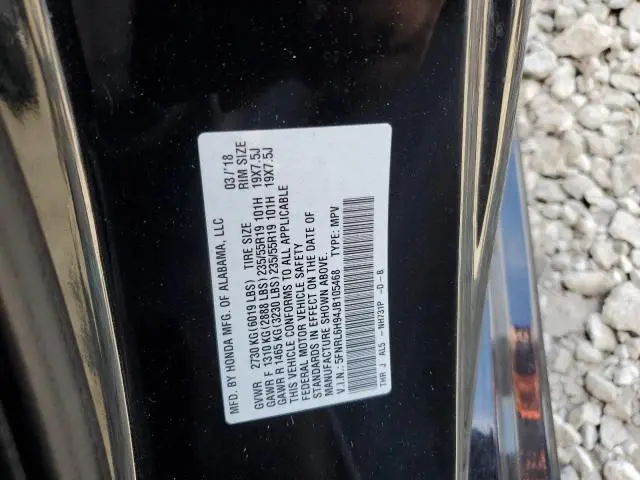 MFD. BY HONDA MFG. OF ALABAMA, LLC 03/'18
GVWR 2730 KG(6019 LBS) TIRE SIZE RIM SIZE
GAWR F 1310 KG(2888 LBS)235/55R19 101H 19X7.5J
GAWR R 1465 KG(3230 LBS)235/55R19 101H 19X7.5J
THIS VEHICLE CONFORMS TO ALL APPLICABLE
FEDERAL MOTOR VEHICLE SAFETY
STANDARDS IN EFFECT ON THE DATE OF
MANUFACTURE SHOWN ABOVE.
V.I.N.: 5FNRL6H94JB105468 TYPE: MPV
THR J AL5 -NH731P -D-B